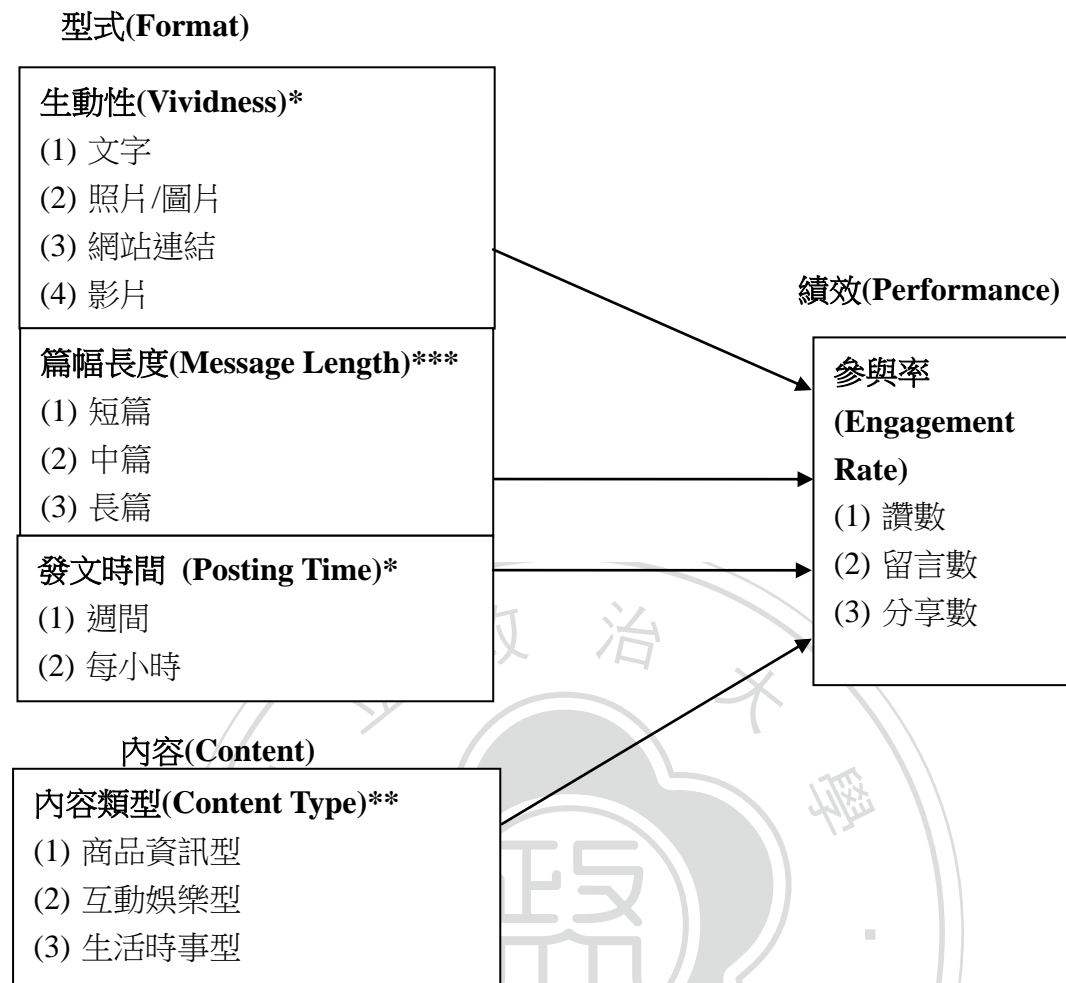 型式(Format)
生動性(Vividness)*
(1) 文字
(2) 照片/圖片
(3) 網站連結
(4) 影片
篇幅長度(Message Length)***
(1) 短篇
(2) 中篇
(3) 長篇
發文時間 (Posting Time)*
(1) 週間
(2) 每小時
內容(Content)
內容類型(Content Type)**
(1) 商品資訊型
(2) 互動娛樂型
(3) 生活時事型
績效(Performance)
參與率
(Engagement
Rate)
(1) 讚數
(2) 留言數
(3) 分享數
政治大學